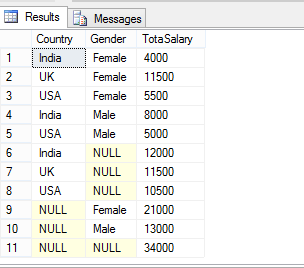 Results Messages
Country Gender TotaSalary
1 India Female 4000
2 UK Female 11500
3 USA Female 5500
4 India Male 8000
5 USA Male 5000
6 India NULL 12000
7 UK NULL 11500
8 USA NULL 10500
9 NULL Female 21000
10 NULL Male 13000
11 NULL NULL 34000